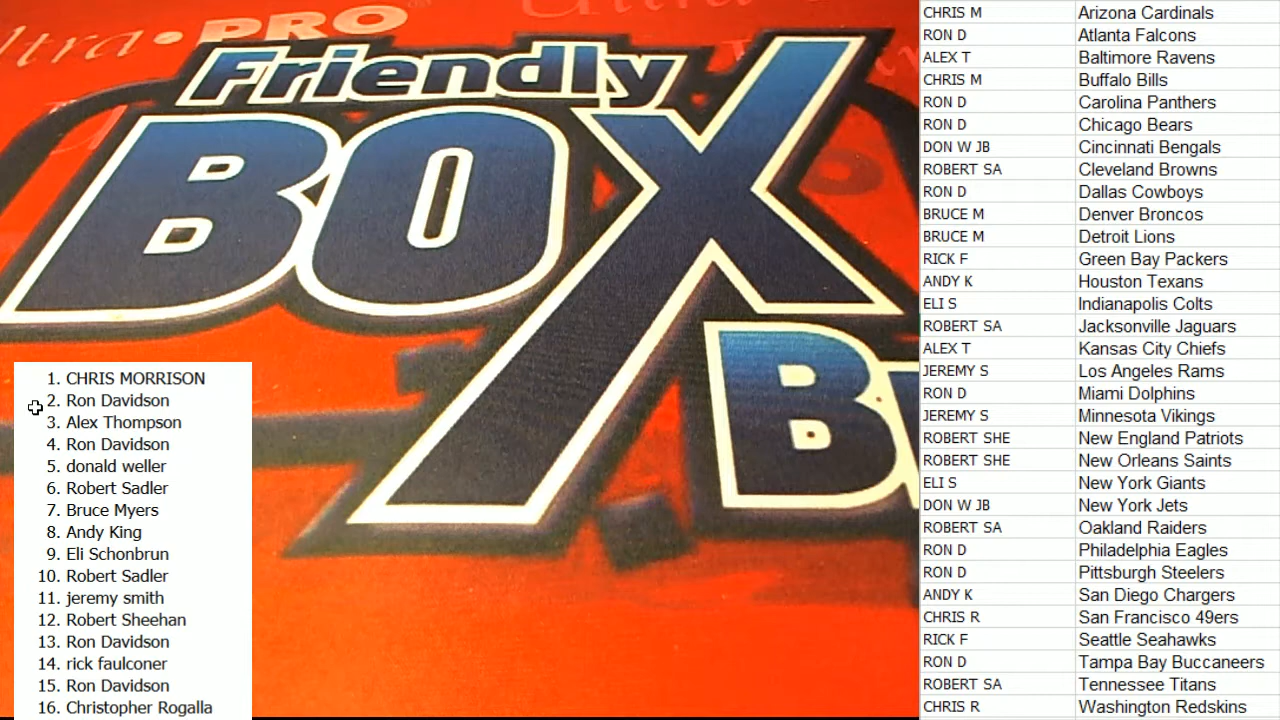 Ultra • PRO
Friendly
BOX
B
1. CHRIS MORRISON
2. Ron Davidson
3. Alex Thompson
4. Ron Davidson
5. donald weller
6. Robert Sadler
7. Bruce Myers
8. Andy King
9. Eli Schonbrun
10. Robert Sadler
11. jeremy smith
12. Robert Sheehan
13. Ron Davidson
14. rick faulconer
15. Ron Davidson
16. Christopher Rogalla
CHRIS M Arizona Cardinals
RON D Atlanta Falcons
ALEX T Baltimore Ravens
CHRIS M Buffalo Bills
RON D Carolina Panthers
RON D Chicago Bears
DON W JB Cincinnati Bengals
ROBERT SA Cleveland Browns
RON D Dallas Cowboys
BRUCE M Denver Broncos
BRUCE M Detroit Lions
RICK F Green Bay Packers
ANDY K Houston Texans
ELI S Indianapolis Colts
ROBERT SA Jacksonville Jaguars
ALEX T Kansas City Chiefs
JEREMY S Los Angeles Rams
RON D Miami Dolphins
JEREMY S Minnesota Vikings
ROBERT SHE New England Patriots
ROBERT SHE New Orleans Saints
ELI S New York Giants
DON W JB New York Jets
ROBERT SA Oakland Raiders
RON D Philadelphia Eagles
RON D Pittsburgh Steelers
ANDY K San Diego Chargers
CHRIS R San Francisco 49ers
RICK F Seattle Seahawks
RON D Tampa Bay Buccaneers
ROBERT SA Tennessee Titans
CHRIS R Washington Redskins